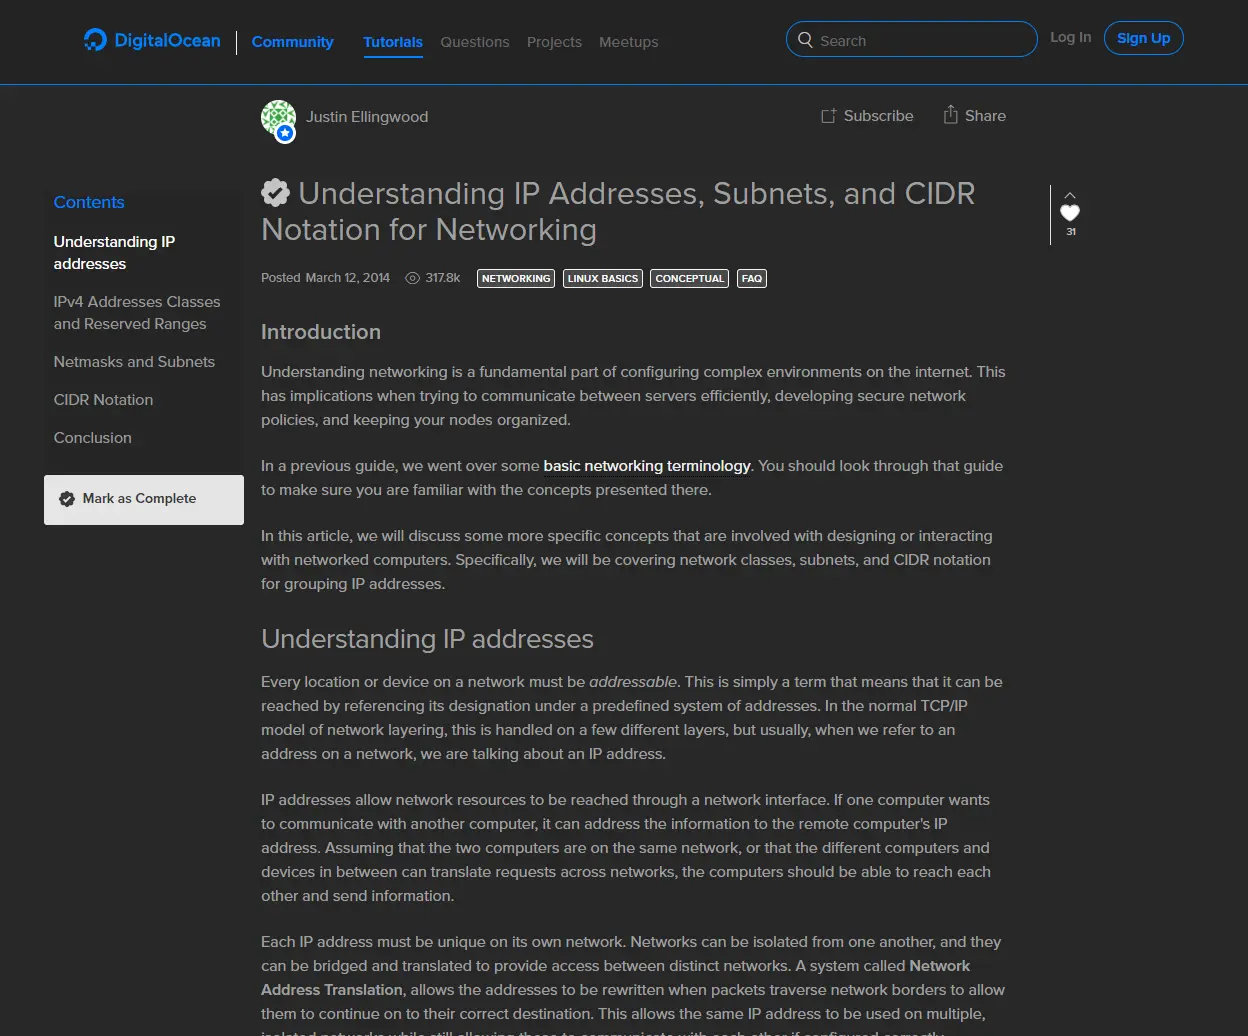 DigitalOcean Community Tutorials Questions Projects Meetups Search Log In Sign Up
Justin Ellingwood Subscribe Share
Contents
Understanding IP
addresses
IPv4 Addresses Classes
and Reserved Ranges
Netmasks and Subnets
CIDR Notation
Conclusion
Mark as Complete
Understanding IP Addresses, Subnets, and CIDR
Notation for Networking
31
Posted March 12, 2014 317.8k NETWORKING LINUX BASICS CONCEPTUAL FAQ
Introduction
Understanding networking is a fundamental part of configuring complex environments on the internet. This
has implications when trying to communicate between servers efficiently, developing secure network
policies, and keeping your nodes organized.
In a previous guide, we went over some basic networking terminology. You should look through that guide
to make sure you are familiar with the concepts presented there.
In this article, we will discuss some more specific concepts that are involved with designing or interacting
with networked computers. Specifically, we will be covering network classes, subnets, and CIDR notation
for grouping IP addresses.
Understanding IP addresses
Every location or device on a network must be addressable. This is simply a term that means that it can be
reached by referencing its designation under a predefined system of addresses. In the normal TCP/IP
model of network layering, this is handled on a few different layers, but usually, when we refer to an
address on a network, we are talking about an IP address.
IP addresses allow network resources to be reached through a network interface. If one computer wants
to communicate with another computer, it can address the information to the remote computer's IP
address. Assuming that the two computers are on the same network, or that the different computers and
devices in between can translate requests across networks, the computers should be able to reach each
other and send information.
Each IP address must be unique on its own network. Networks can be isolated from one another, and they
can be bridged and translated to provide access between distinct networks. A system called Network
Address Translation, allows the addresses to be rewritten when packets traverse network borders to allow
them to continue on to their correct destination. This allows the same IP address to be used on multiple,
isolated networks while still allowing these to communicate with each other if configured correctly.